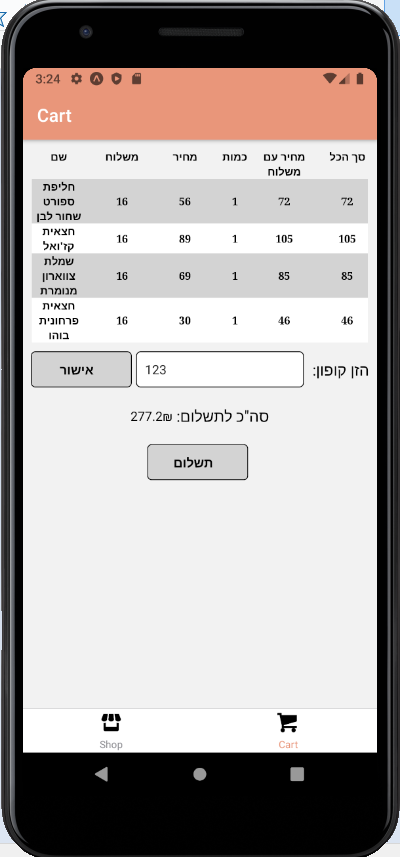 3:24
Cart
שם משלוח מחיר כמות מחיר עם משלוח סך הכל
חליפת ספורט שחור לבן 16 56 1 72 72
חצאית קז'ואל 16 89 1 105 105
שמלת צווארון מנומרת 16 69 1 85 85
חצאית פרחונית בוהו 16 30 1 46 46
הזן קופון: 123 אישור
סה"כ לתשלום: 277.2₪
תשלום
Shop Cart